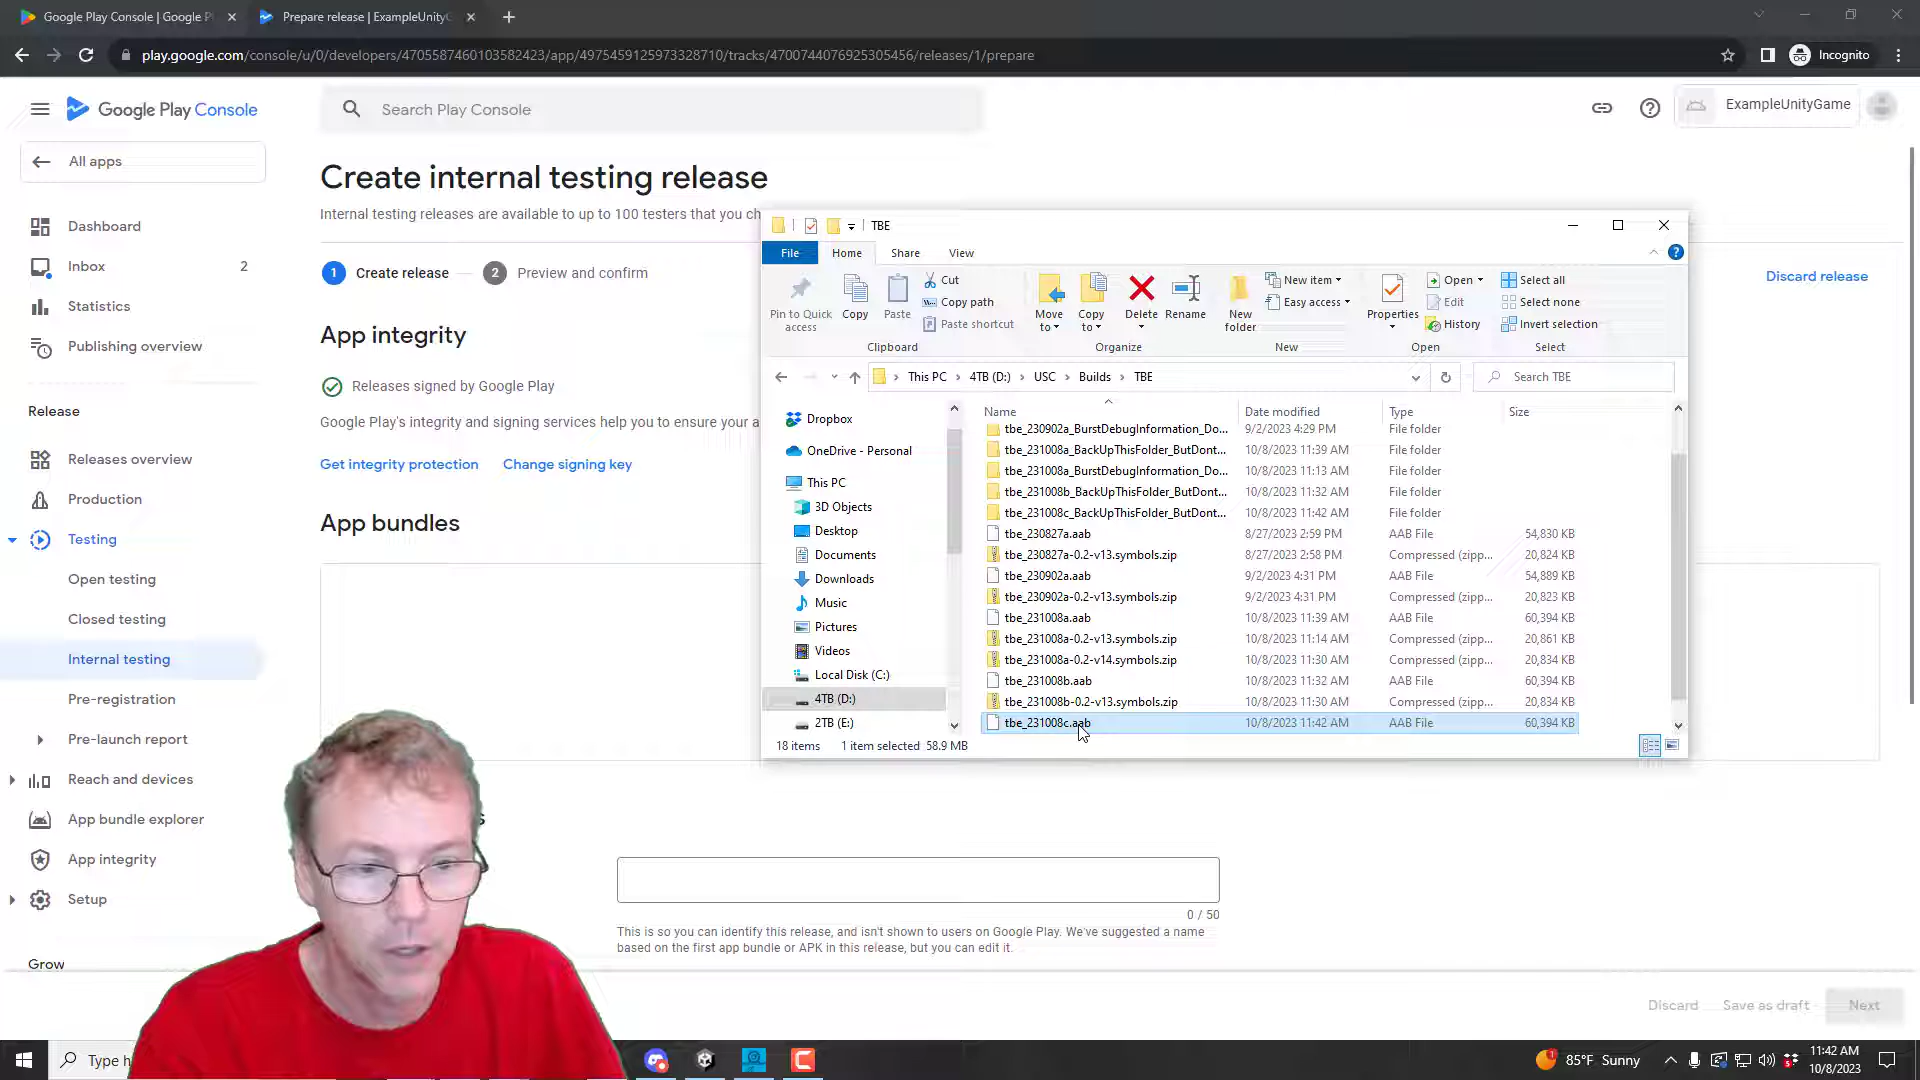 Google Play Console | Google P
Prepare release | ExampleUnityG
play.google.com/console/u/0/developers/4705587460103582423/app/4975459125973328710/tracks/4700744076925305456/releases/1/prepare
Incognito
Google Play Console
Search Play Console
ExampleUnityGame
All apps
Dashboard
Inbox 2
Statistics
Publishing overview
Release
Releases overview
Production
Testing
Open testing
Closed testing
Internal testing
Pre-registration
Pre-launch report
Reach and devices
App bundle explorer
App integrity
Setup
Grow
Create internal testing release
Internal testing releases are available to up to 100 testers that you ch
1 Create release
2 Preview and confirm
Discard release
App integrity
Releases signed by Google Play
Google Play's integrity and signing services help you to ensure your a
Get integrity protection Change signing key
App bundles
s
0 / 50
This is so you can identify this release, and isn't shown to users on Google Play. We've suggested a name
based on the first app bundle or APK in this release, but you can edit it.
Discard Save as draft Next
TBE
File Home Share View
Pin to Quick access
Copy
Paste
Cut
Copy path
Paste shortcut
Clipboard
Move to
Copy to
Delete
Rename
Organize
New folder
New item
Easy access
New
Properties
Open
Edit
History
Open
Select all
Select none
Invert selection
Select
This PC 4TB (D:) USC Builds TBE
Search TBE
Dropbox
OneDrive - Personal
This PC
3D Objects
Desktop
Documents
Downloads
Music
Pictures
Videos
Local Disk (C:)
4TB (D:)
2TB (E:)
Name Date modified Type Size
tbe_230902a_BurstDebugInformation_Do... 9/2/2023 4:29 PM File folder
tbe_231008a_BackUpThisFolder_ButDont... 10/8/2023 11:39 AM File folder
tbe_231008a_BurstDebugInformation_Do... 10/8/2023 11:13 AM File folder
tbe_231008b_BackUpThisFolder_ButDont... 10/8/2023 11:32 AM File folder
tbe_231008c_BackUpThisFolder_ButDont... 10/8/2023 11:42 AM File folder
tbe_230827a.aab 8/27/2023 2:59 PM AAB File 54,830 KB
tbe_230827a-0.2-v13.symbols.zip 8/27/2023 2:58 PM Compressed (zipp... 20,824 KB
tbe_230902a.aab 9/2/2023 4:31 PM AAB File 54,889 KB
tbe_230902a-0.2-v13.symbols.zip 9/2/2023 4:31 PM Compressed (zipp... 20,823 KB
tbe_231008a.aab 10/8/2023 11:39 AM AAB File 60,394 KB
tbe_231008a-0.2-v13.symbols.zip 10/8/2023 11:14 AM Compressed (zipp... 20,861 KB
tbe_231008a-0.2-v14.symbols.zip 10/8/2023 11:30 AM Compressed (zipp... 20,834 KB
tbe_231008b.aab 10/8/2023 11:32 AM AAB File 60,394 KB
tbe_231008b-0.2-v13.symbols.zip 10/8/2023 11:30 AM Compressed (zipp... 20,834 KB
tbe_231008c.aab 10/8/2023 11:42 AM AAB File 60,394 KB
18 items 1 item selected 58.9 MB
Type h
85°F Sunny
11:42 AM
10/8/2023